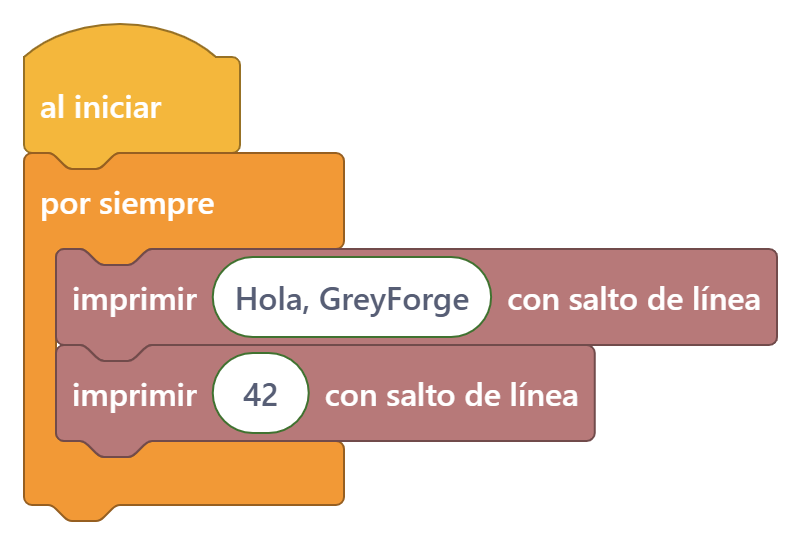 al iniciar
por siempre
imprimir Hola, GreyForge con salto de línea
imprimir 42 con salto de línea